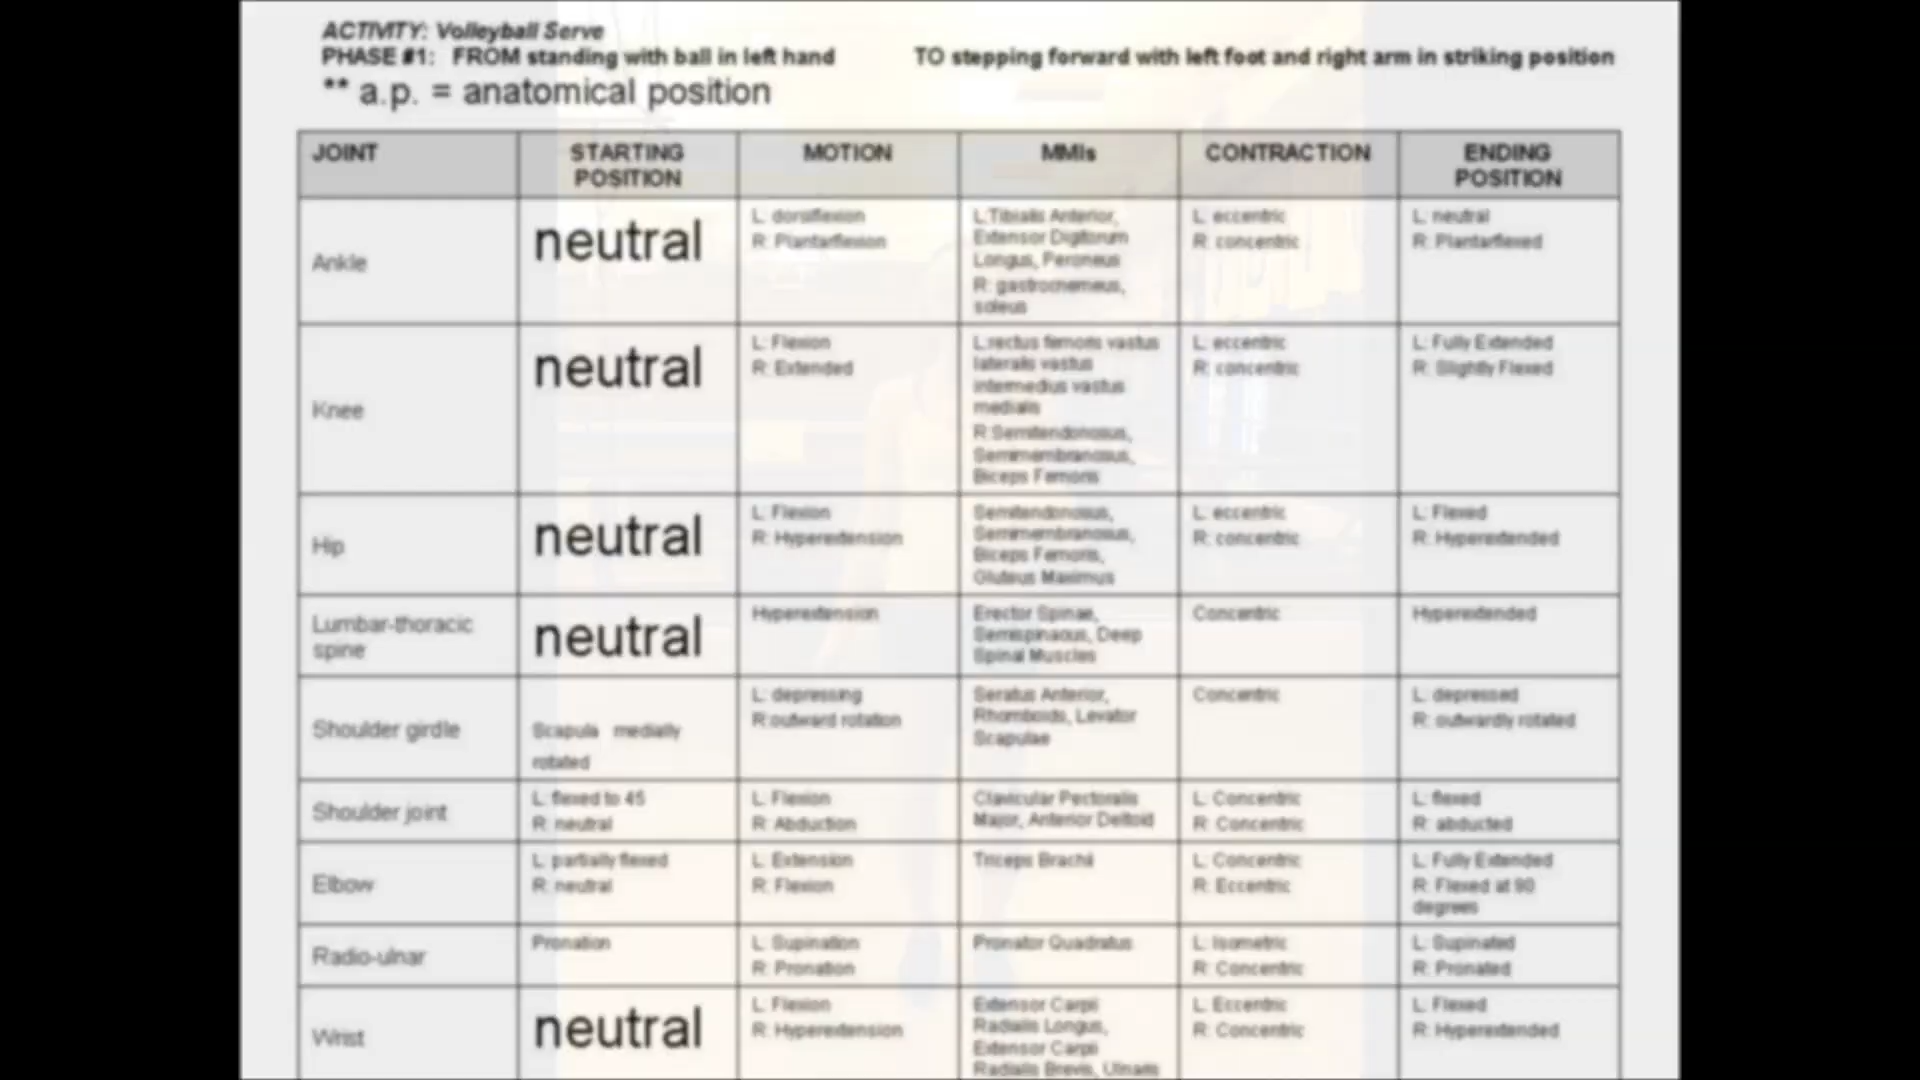 ACTIVITY: Volleyball Serve
PHASE #1: FROM standing with ball in left hand TO stepping forward with left foot and right arm in striking position
** a.p. = anatomical position
JOINT
STARTING
POSITION
MOTION
MMIs
CONTRACTION
ENDING
POSITION
Ankle
neutral
L: dorsiflexion
R: Plantarflexion
L:Tibialis Anterior,
Extensor Digitorum
Longus, Peroneus
R: gastrocnemeus,
soleus
L: eccentric
R: concentric
L: neutral
R: Plantarflexed
Knee
neutral
L: Flexion
R: Extended
L:rectus femoris vastus
lateralis vastus
intermedius vastus
medialis
R:Semitendonosus,
Semimembranosus,
Biceps Femoris
L: eccentric
R: concentric
L: Fully Extended
R: Slightly Flexed
Hip
neutral
L: Flexion
R: Hyperextension
Semitendonosus,
Semimembranosus,
Biceps Femoris,
Gluteus Maximus
L: eccentric
R: concentric
L: Flexed
R: Hyperextended
Lumbar-thoracic
spine
neutral
Hyperextension
Erector Spinae,
Semispinaous, Deep
Spinal Muscles
Concentric
Hyperextended
Shoulder girdle
Scapula medially
rotated
L: depressing
R:outward rotation
Seratus Anterior,
Rhomboids, Levator
Scapulae
Concentric
L: depressed
R: outwardly rotated
Shoulder joint
L: flexed to 45
R: neutral
L: Flexion
R: Abduction
Clavicular Pectoralis
Major, Anterior Deltoid
L: Concentric
R: Concentric
L: flexed
R: abducted
Elbow
L: partially flexed
R: neutral
L: Extension
R: Flexion
Triceps Brachii
L: Concentric
R: Eccentric
L: Fully Extended
R: Flexed at 90
degrees
Radio-ulnar
Pronation
L: Supination
R: Pronation
Pronator Quadratus
L: Isometric
R: Concentric
L: Supinated
R: Pronated
Wrist
neutral
L: Flexion
R: Hyperextension
Extensor Carpi
Radialis Longus,
Extensor Carpi
Radialis Brevis, Ulnaris
L: Eccentric
R: Concentric
L: Flexed
R: Hyperextended